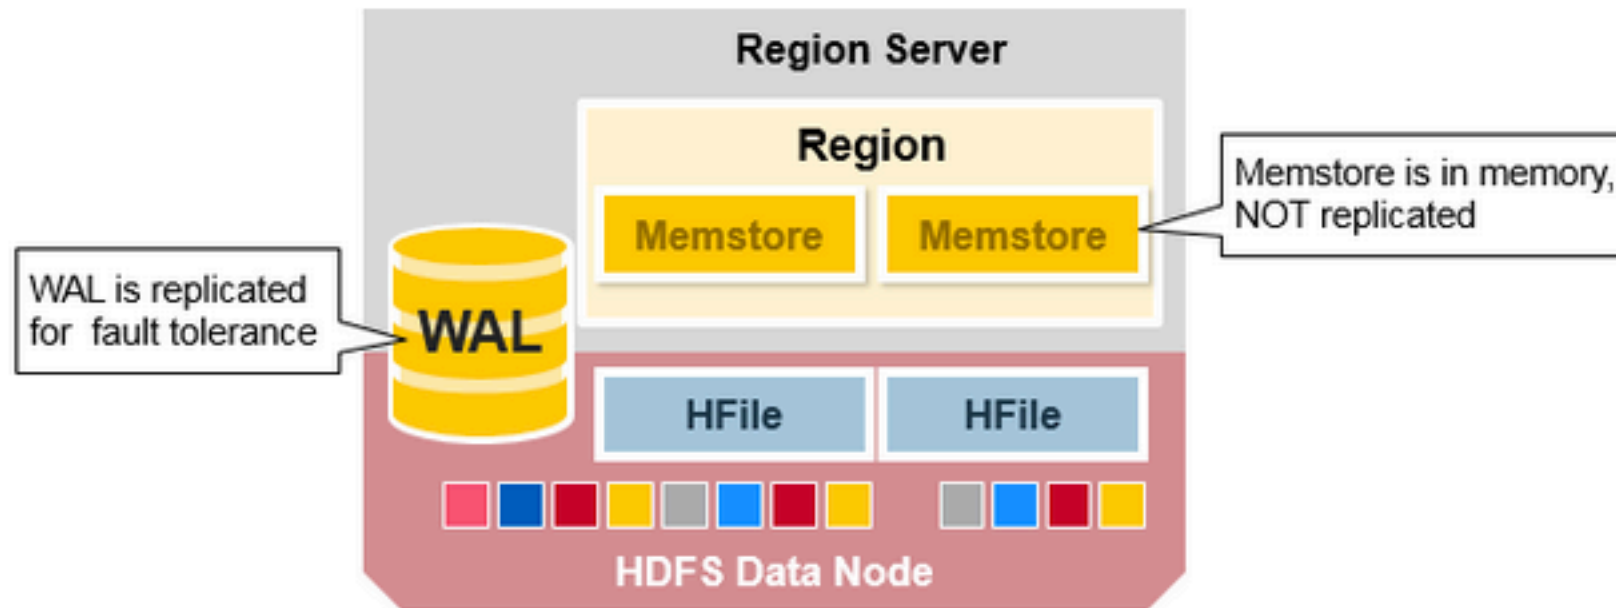 Region Server
Region
Memstore is in memory,
NOT replicated
Memstore
Memstore
WAL is replicated
for fault tolerance
WAL
HFile
HFile
HDFS Data Node